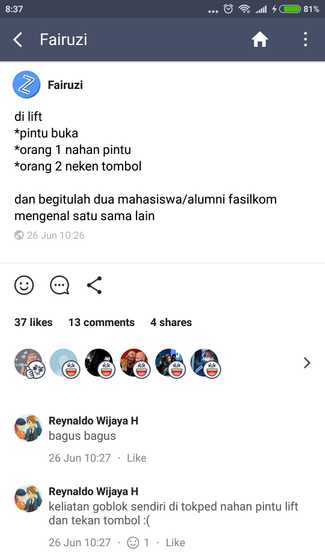 8:37
81%
Fairuzi
Fairuzi
di lift
*pintu buka
*orang 1 nahan pintu
*orang 2 neken tombol
dan begitulah dua mahasiswa/alumni fasilkom
mengenal satu sama lain
26 Jun 10:26
37 likes 13 comments 4 shares
Reynaldo Wijaya H
bagus bagus
26 Jun 10:27 · Like
Reynaldo Wijaya H
keliatan goblok sendiri di tokped nahan pintu lift
dan tekan tombol :(
26 Jun 10:27 · 1 · Like